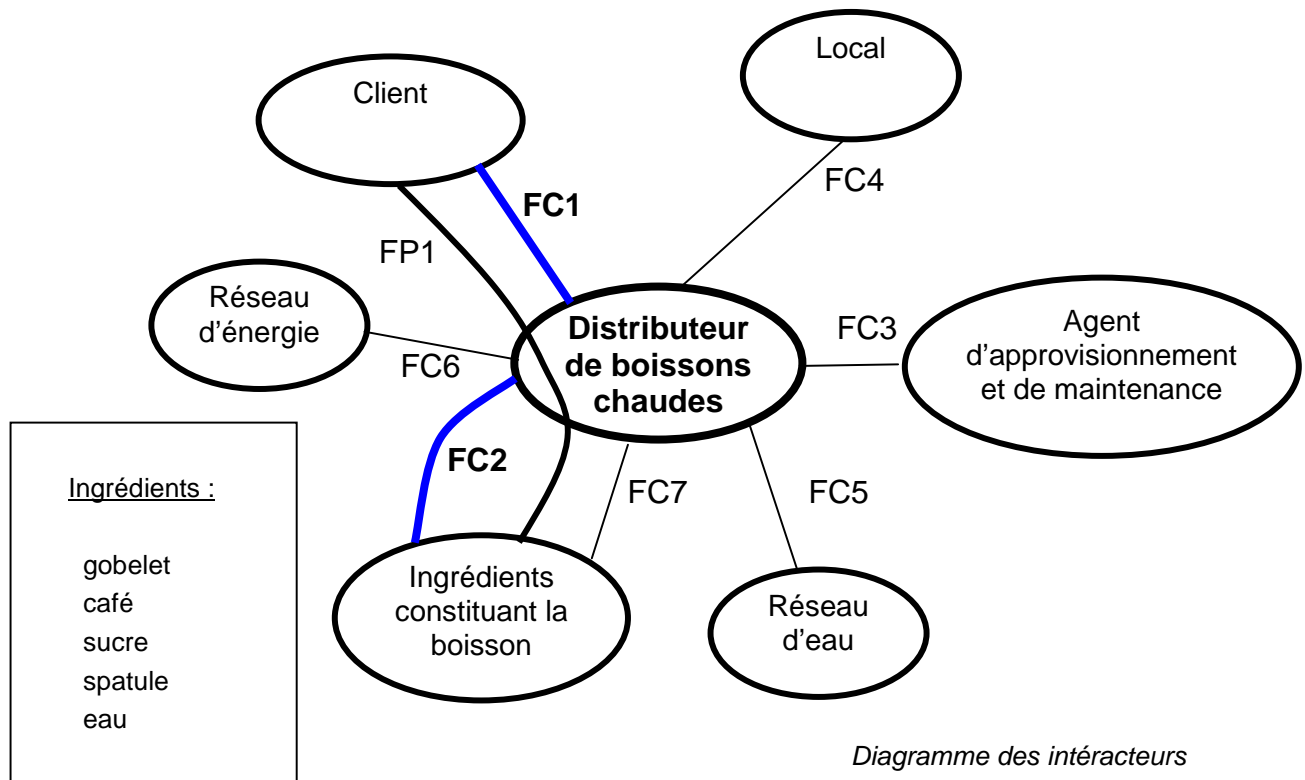 Local
Client
FC4
FC1
FP1
Réseau
d’énergie
FC6
Distributeur
de boissons
chaudes
FC3
Agent
d’approvisionnement
et de maintenance
FC2
FC7
FC5
Ingrédients :
gobelet
café
sucre
spatule
eau
Ingrédients
constituant la
boisson
Réseau
d’eau
Diagramme des intéracteurs